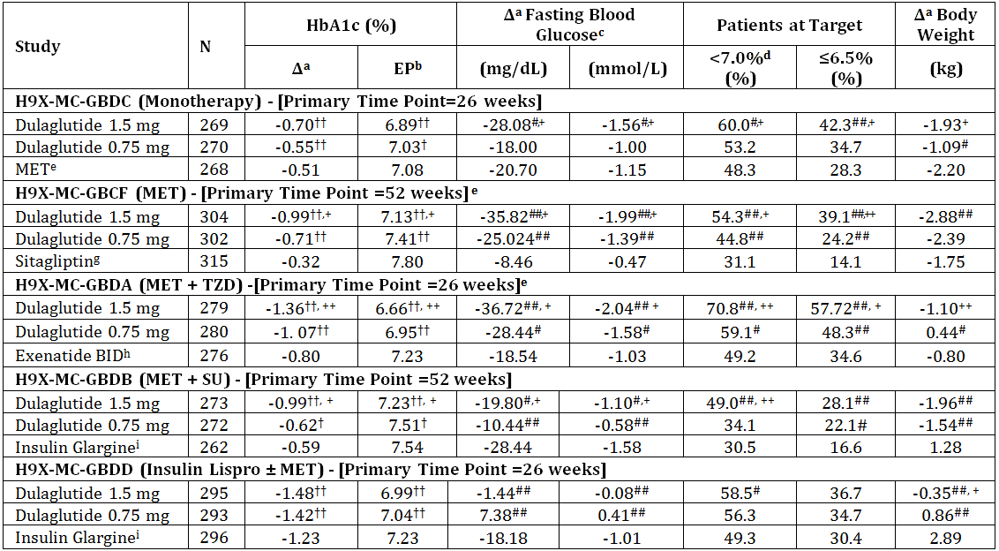 Study N HbA1c (%) Δᵃ Fasting Blood Glucoseᶜ Patients at Target Δᵃ Body Weight
Δᵃ EPᵇ (mg/dL) (mmol/L) <7.0%ᵈ (%) ≤6.5% (%) (kg)
H9X-MC-GBDC (Monotherapy) - [Primary Time Point=26 weeks]
Dulaglutide 1.5 mg 269 -0.70†† 6.89†† -28.08#,+ -1.56#,+ 60.0#,+ 42.3##,+ -1.93+
Dulaglutide 0.75 mg 270 -0.55†† 7.03† -18.00 -1.00 53.2 34.7 -1.09#
METᵉ 268 -0.51 7.08 -20.70 -1.15 48.3 28.3 -2.20
H9X-MC-GBCF (MET) - [Primary Time Point =52 weeks]ᵉ
Dulaglutide 1.5 mg 304 -0.99††,+ 7.13††,+ -35.82##,+ -1.99##,+ 54.3##,+ 39.1##,++ -2.88##
Dulaglutide 0.75 mg 302 -0.71†† 7.41†† -25.024## -1.39## 44.8## 24.2## -2.39
Sitagliptinᵍ 315 -0.32 7.80 -8.46 -0.47 31.1 14.1 -1.75
H9X-MC-GBDA (MET + TZD) -[Primary Time Point =26 weeks]ᵉ
Dulaglutide 1.5 mg 279 -1.36††, ++ 6.66††, ++ -36.72##, + -2.04## + 70.8##, ++ 57.72##, + -1.10++
Dulaglutide 0.75 mg 280 -1. 07†† 6.95†† -28.44# -1.58# 59.1# 48.3## 0.44#
Exenatide BIDʰ 276 -0.80 7.23 -18.54 -1.03 49.2 34.6 -0.80
H9X-MC-GBDB (MET + SU) - [Primary Time Point =52 weeks]
Dulaglutide 1.5 mg 273 -0.99††, + 7.23††, + -19.80#,+ -1.10#,+ 49.0##, ++ 28.1## -1.96##
Dulaglutide 0.75 mg 272 -0.62† 7.51† -10.44## -0.58## 34.1 22.1# -1.54##
Insulin Glargineⁱ 262 -0.59 7.54 -28.44 -1.58 30.5 16.6 1.28
H9X-MC-GBDD (Insulin Lispro ± MET) - [Primary Time Point =26 weeks]
Dulaglutide 1.5 mg 295 -1.48†† 6.99†† -1.44## -0.08## 58.5# 36.7 -0.35##, +
Dulaglutide 0.75 mg 293 -1.42†† 7.04†† 7.38## 0.41## 56.3 34.7 0.86##
Insulin Glargineⁱ 296 -1.23 7.23 -18.18 -1.01 49.3 30.4 2.89